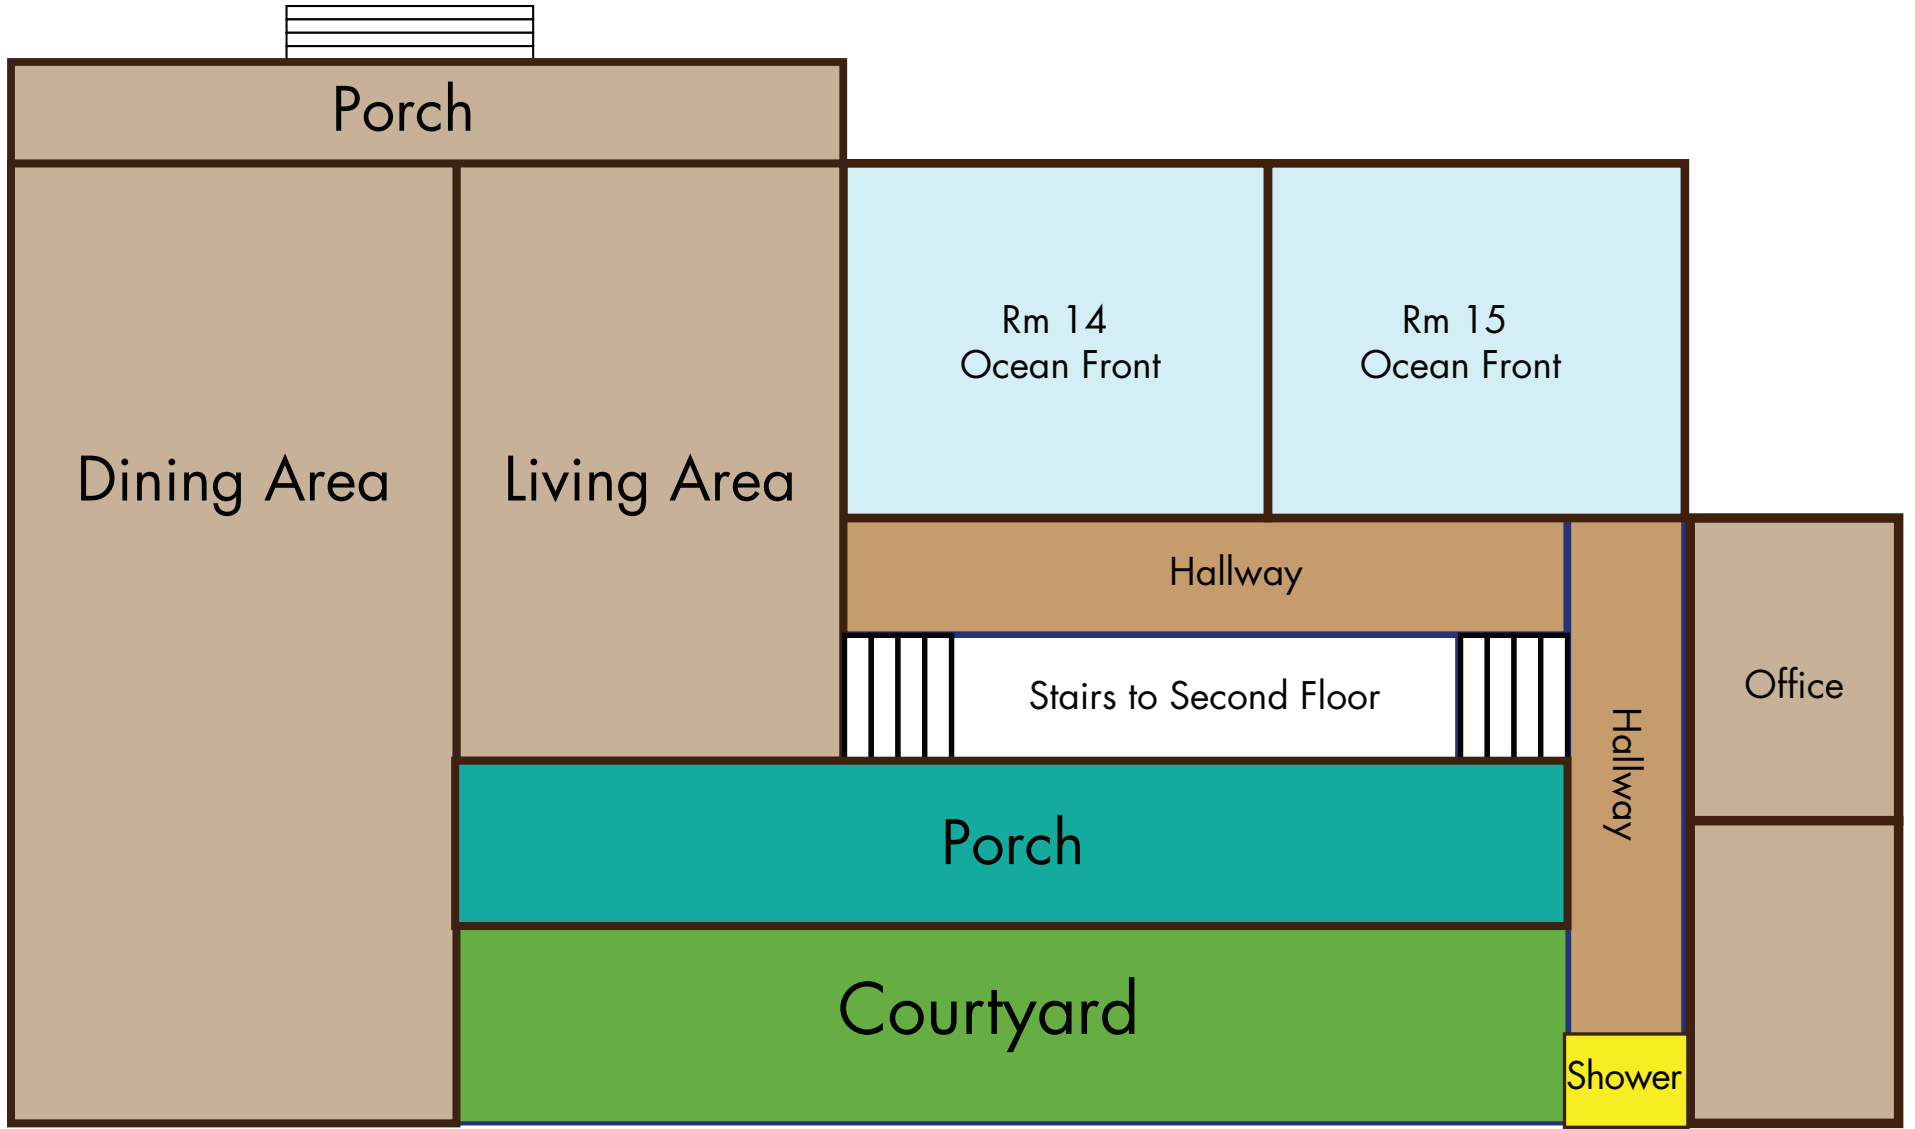 Porch
Dining Area
Living Area
Rm 14
Ocean Front
Rm 15
Ocean Front
Hallway
Stairs to Second Floor
Hallway
Office
Porch
Courtyard
Shower